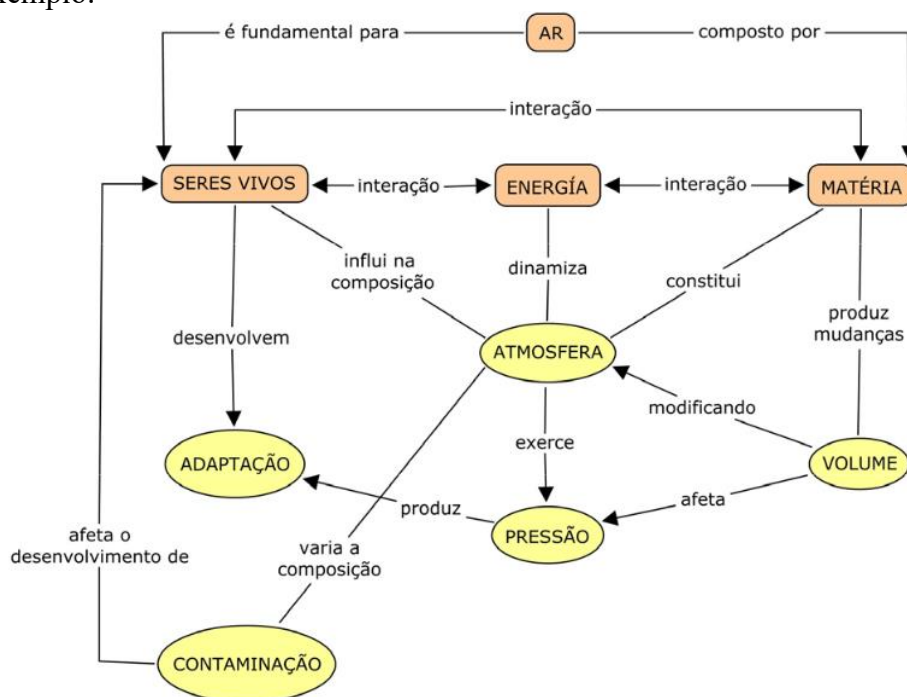 é fundamental para
AR
composto por
interação
SERES VIVOS
interação
ENERGÍA
interação
MATÉRIA
influi na
composição
dinamiza
constitui
produz
mudanças
desenvolvem
ATMOSFERA
modificando
exerce
ADAPTAÇÃO
VOLUME
produz
afeta
PRESSÃO
afeta o
desenvolvimento de
varia a
composição
CONTAMINAÇÃO